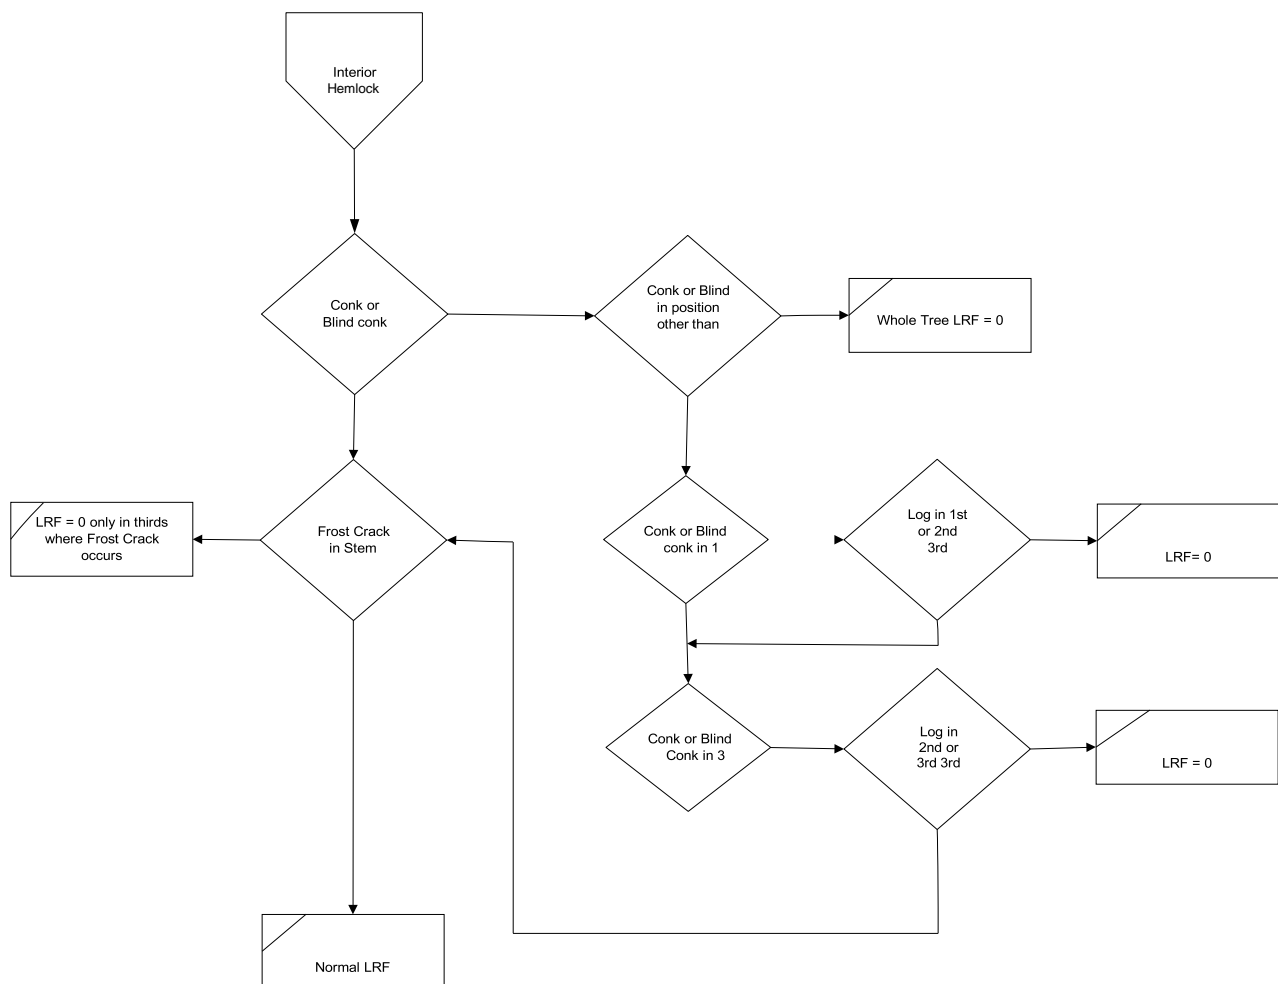 Interior
Hemlock
Conk or
Blind conk
Conk or Blind
in position
other than
Whole Tree LRF = 0
LRF = 0 only in thirds
where Frost Crack
occurs
Frost Crack
in Stem
Conk or Blind
conk in 1
Log in 1st
or 2nd
3rd
LRF= 0
Conk or Blind
Conk in 3
Log in
2nd or
3rd 3rd
LRF = 0
Normal LRF